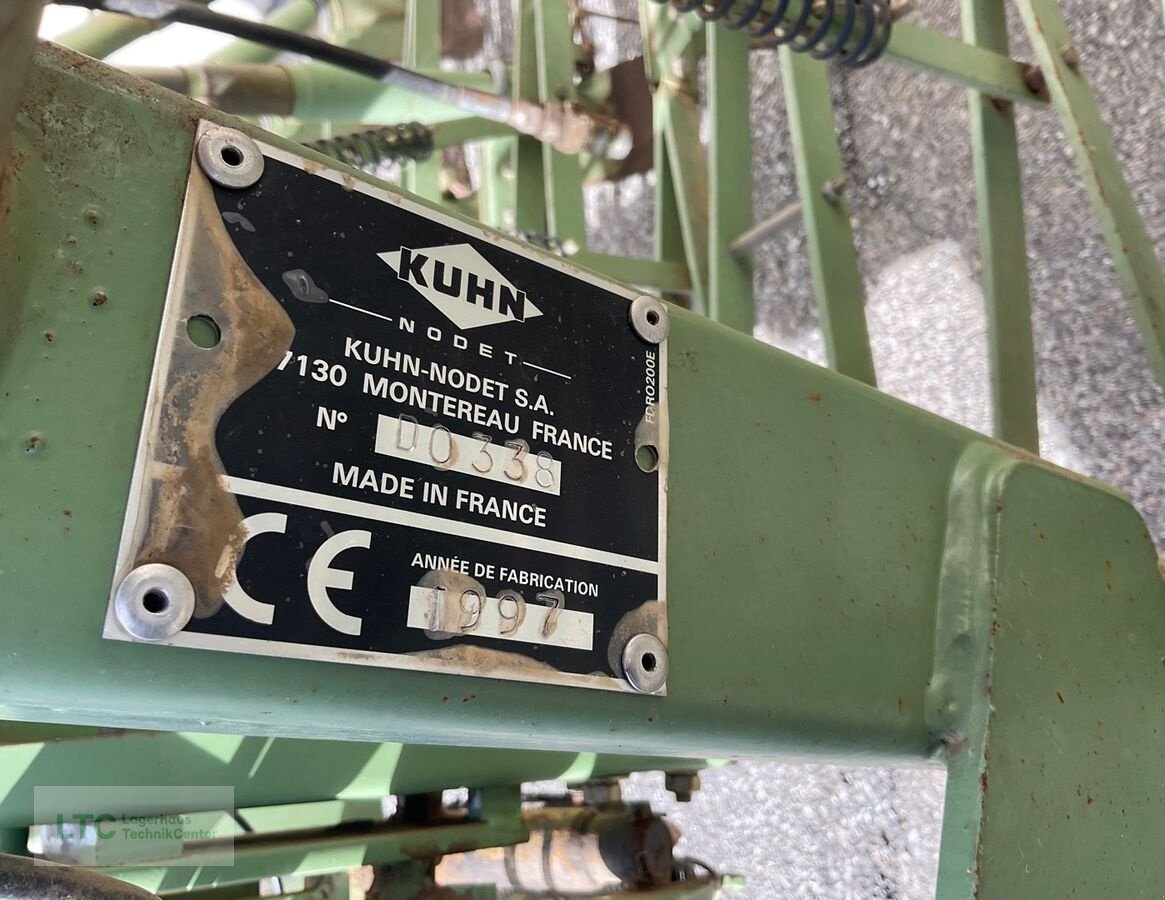 KUHN
NODET
KUHN-NODET S.A.
7130 MONTEREAU FRANCE
N° D0338
MADE IN FRANCE
FDRO200E
CE
ANNÉE DE FABRICATION
1997
LTC Lagerhaus
TechnikCenter